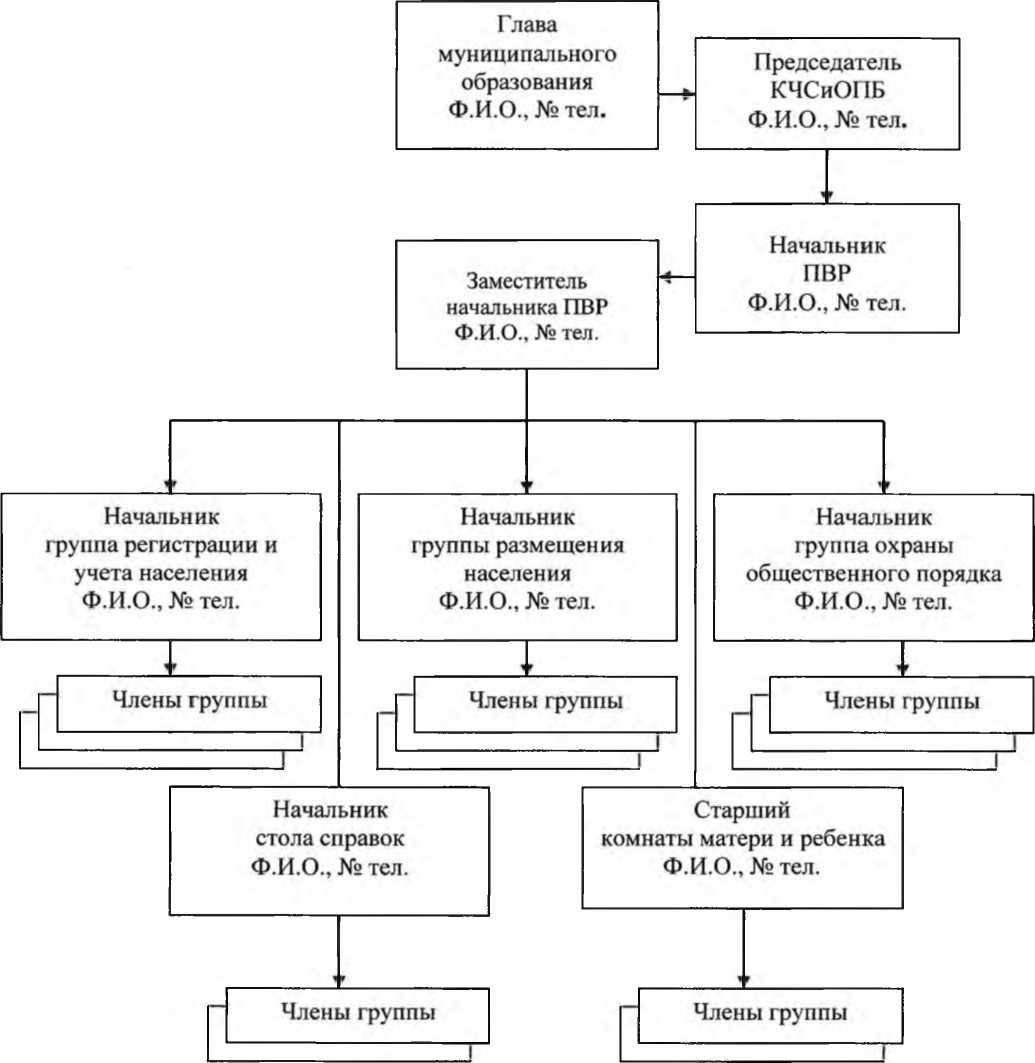 Глава
муниципального
образования
Ф.И.О., № тел.
Председатель
КЧСиОПБ
Ф.И.О., № тел.
Начальник
ПВР
Ф.И.О., № тел.
Заместитель
начальника ПВР
Ф.И.О., № тел.
Начальник
группа регистрации и
учета населения
Ф.И.О., № тел.
Начальник
группы размещения
населения
Ф.И.О., № тел.
Начальник
группа охраны
общественного порядка
Ф.И.О., № тел.
Члены группы
Члены группы
Члены группы
Начальник
стола справок
Ф.И.О., № тел.
Старший
комнаты матери и ребенка
Ф.И.О., № тел.
Члены группы
Члены группы